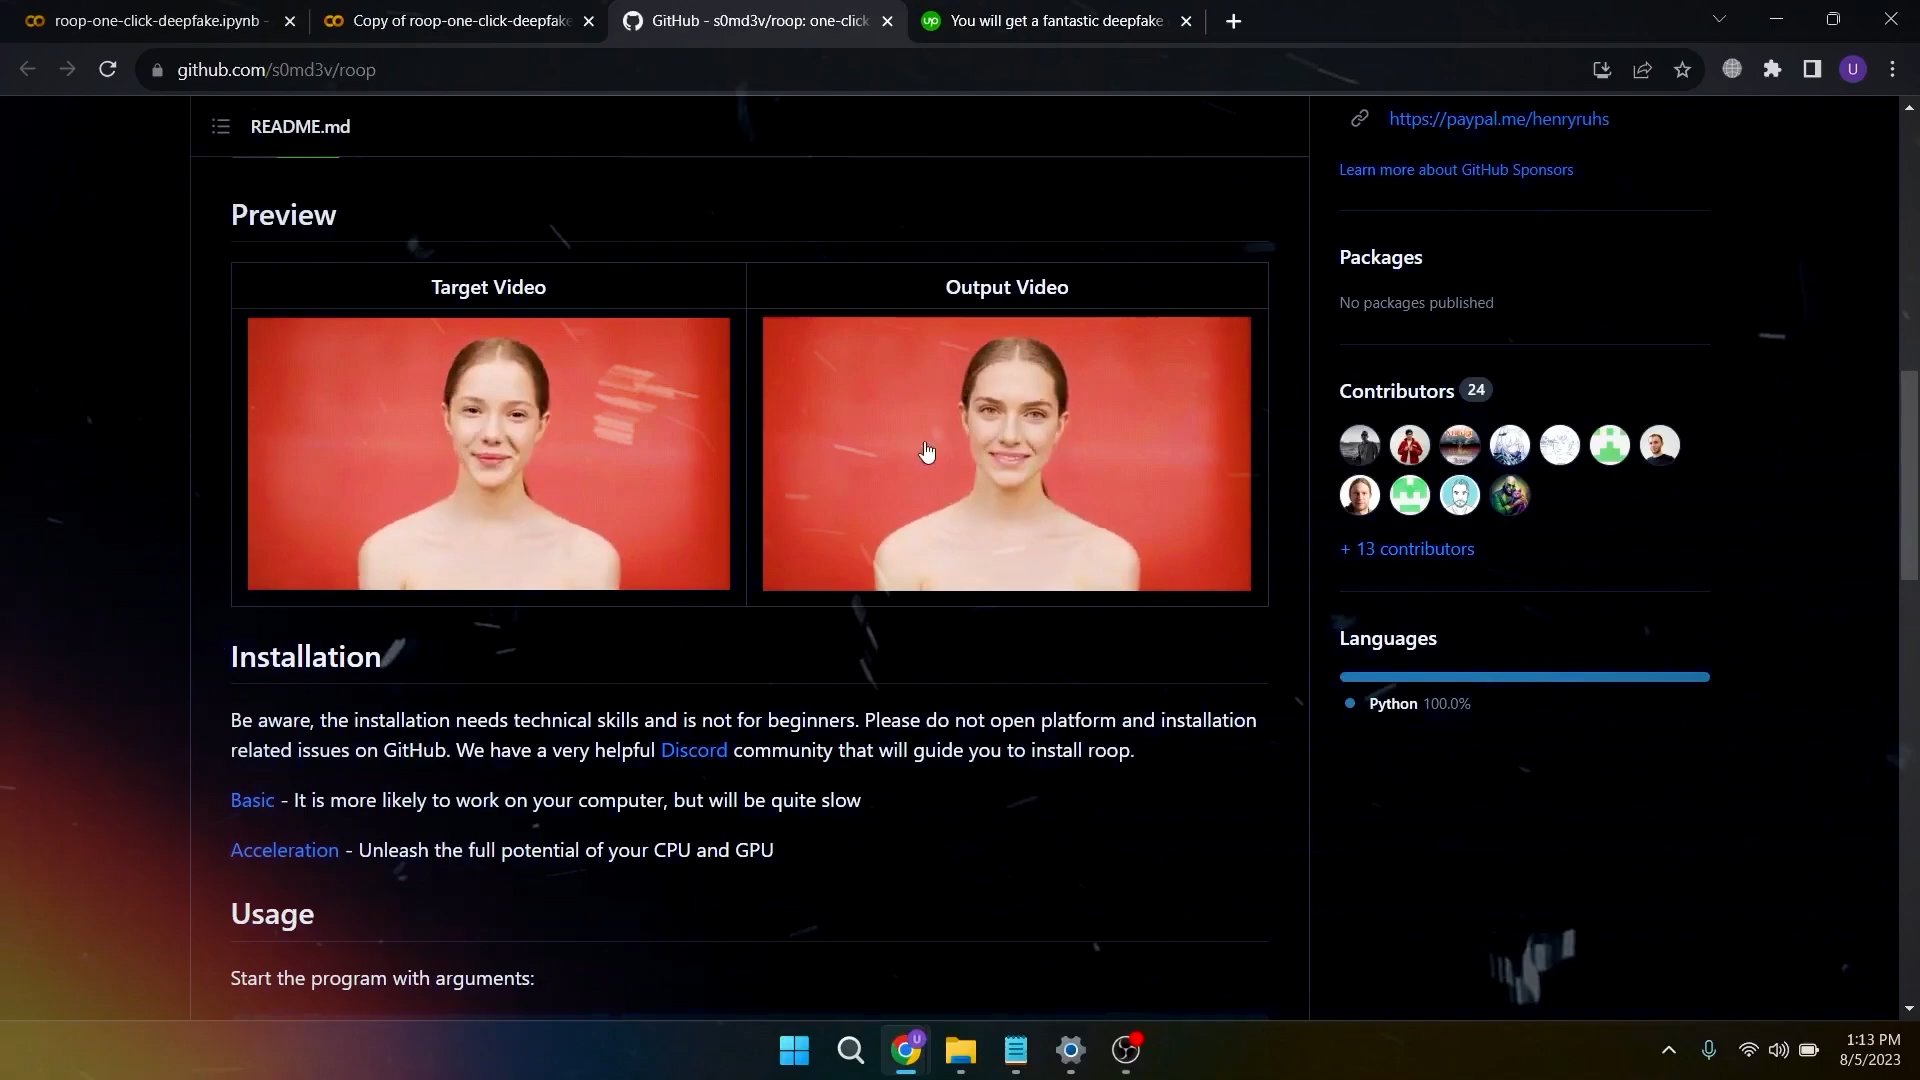 roop-one-click-deepfake.ipynb -
Copy of roop-one-click-deepfake
GitHub - s0md3v/roop: one-click
up
You will get a fantastic deepfake
github.com/s0md3v/roop
U
README.md
https://paypal.me/henryruhs
Learn more about GitHub Sponsors
Preview
Target Video
Output Video
Packages
No packages published
Contributors 24
+ 13 contributors
Languages
Python 100.0%
Installation
Be aware, the installation needs technical skills and is not for beginners. Please do not open platform and installation
related issues on GitHub. We have a very helpful Discord community that will guide you to install roop.
Basic - It is more likely to work on your computer, but will be quite slow
Acceleration - Unleash the full potential of your CPU and GPU
Usage
Start the program with arguments:
U
1:13 PM
8/5/2023